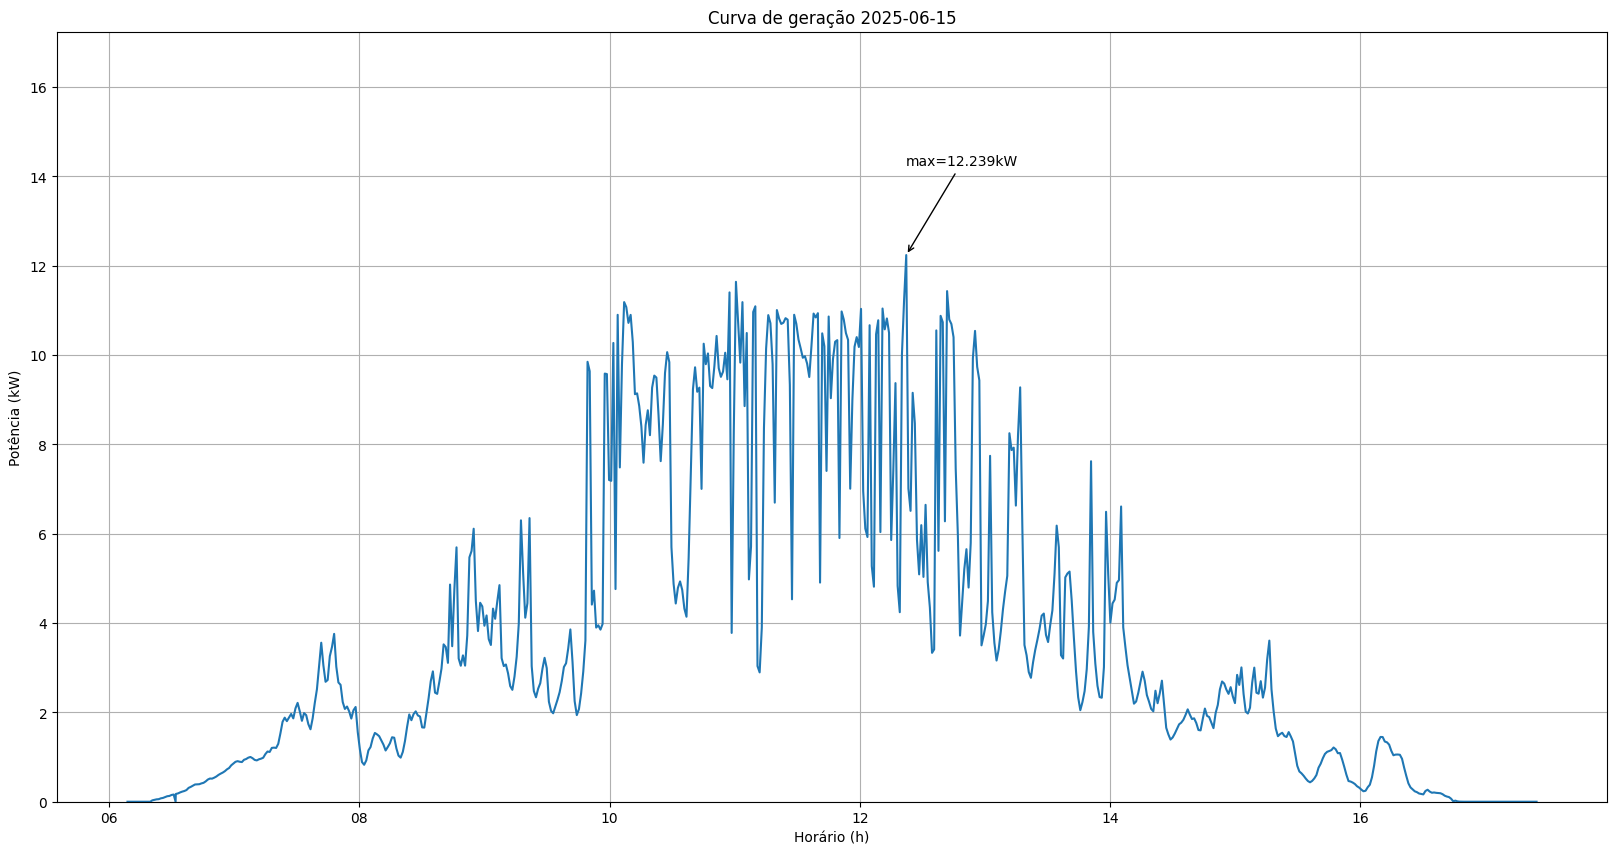 Curva de geração 2025-06-15
16
14
12
10
8
6
4
2
0
Potência (kW)
max=12.239kW
06 08 10 12 14 16
Horário (h)